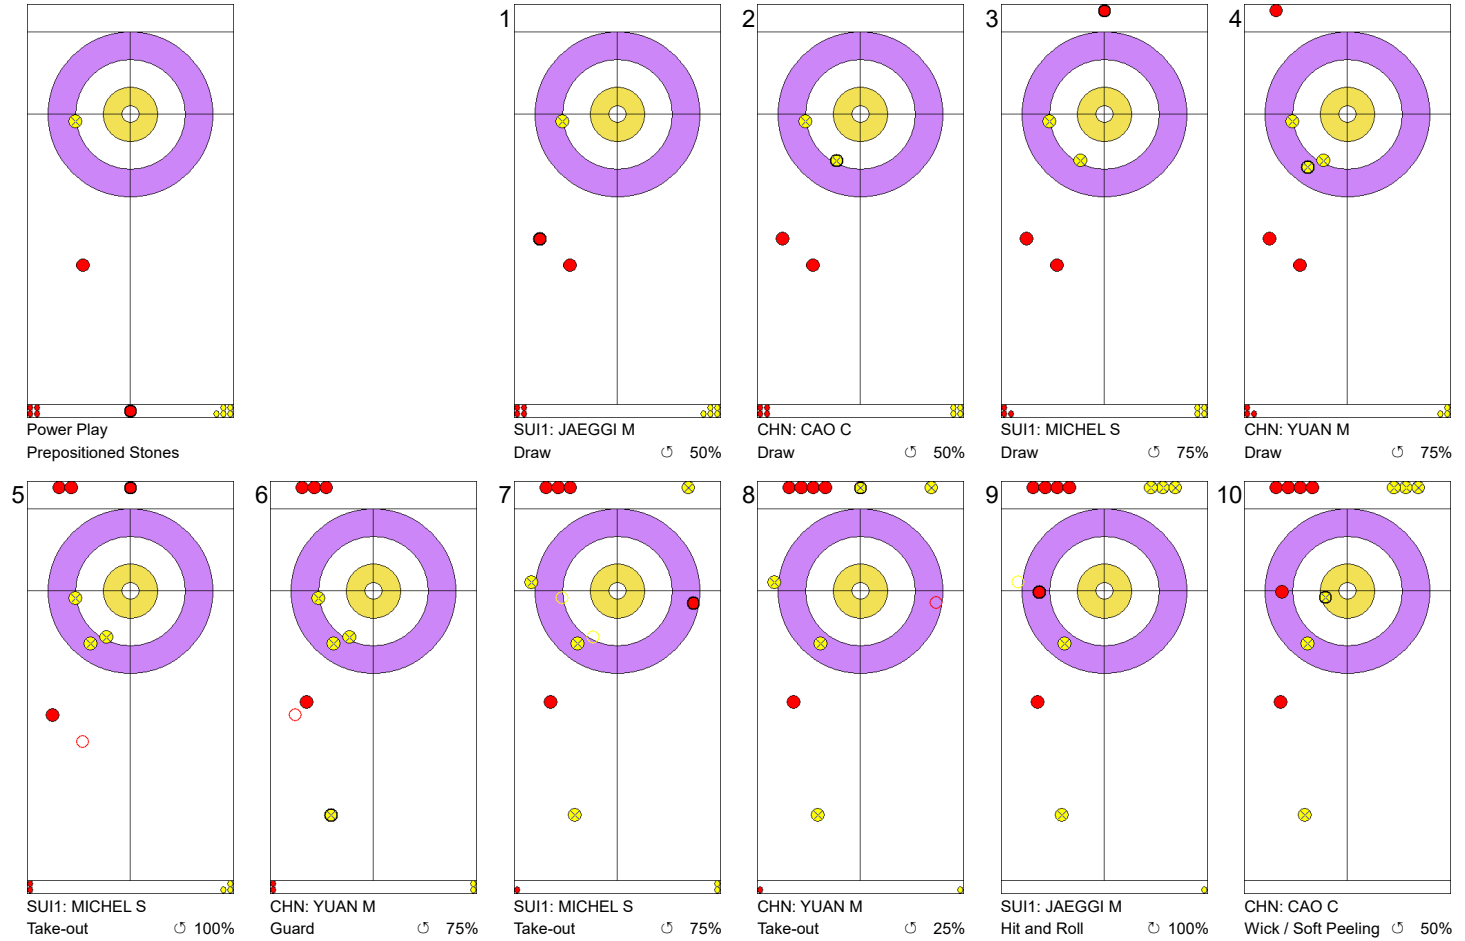 Power Play
Prepositioned Stones
1
SUI1: JAEGGI M
Draw ↺ 50%
2
CHN: CAO C
Draw ↺ 50%
3
SUI1: MICHEL S
Draw ↺ 75%
4
CHN: YUAN M
Draw ↺ 75%
5
SUI1: MICHEL S
Take-out ↺ 100%
6
CHN: YUAN M
Guard ↺ 75%
7
SUI1: MICHEL S
Take-out ↺ 75%
8
CHN: YUAN M
Take-out ↺ 25%
9
SUI1: JAEGGI M
Hit and Roll ↻ 100%
10
CHN: CAO C
Wick / Soft Peeling ↺ 50%